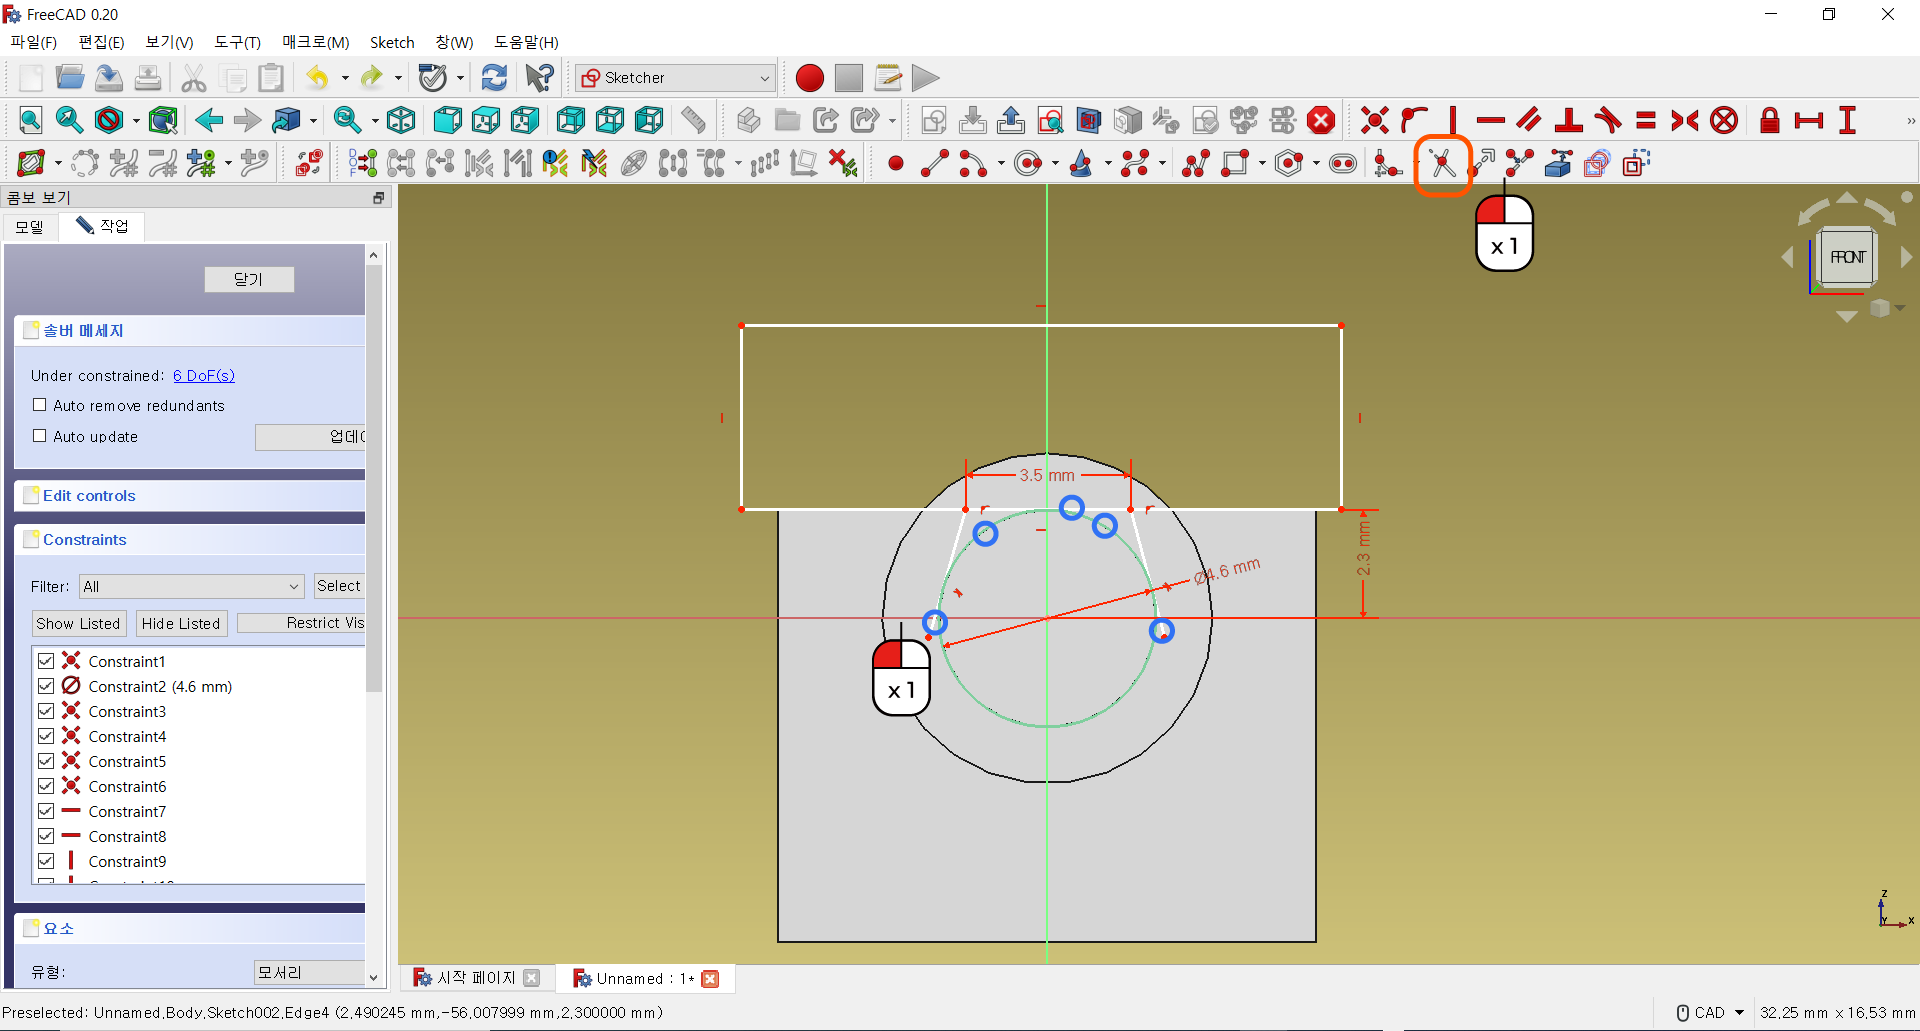 FreeCAD 0.20
파일(F) 편집(E) 보기(V) 도구(T) 매크로(M) Sketch 창(W) 도움말(H)
Sketcher
콤보 보기
모델 작업
닫기
솔버 메세지
Under constrained: 6 DoF(s)
Auto remove redundants
Auto update
Edit controls
Constraints
Filter: All Select
Show Listed Hide Listed Restrict Vis
Constraint1
Constraint2 (4.6 mm)
Constraint3
Constraint4
Constraint5
Constraint6
Constraint7
Constraint8
Constraint9
요소
유형: 모서리
x 1
FRONT
3.5 mm
2.3 mm
Ø4.6 mm
x 1
Z
Y X
시작 페이지 Unnamed : 1*
Preselected: Unnamed.Body.Sketch002.Edge4 (2.490245 mm,-56.007999 mm,2.300000 mm)
CAD 32.25 mm x 16.53 mm